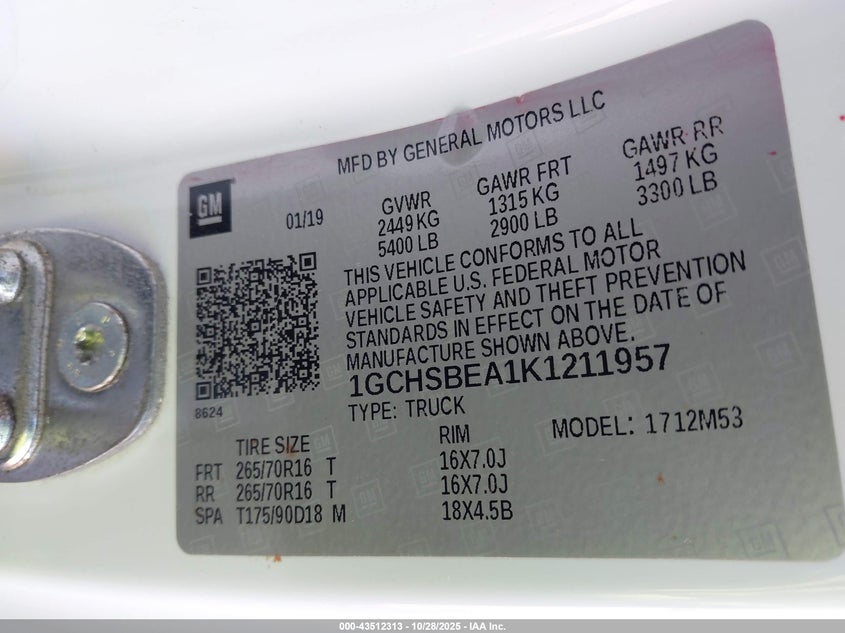 MFD BY GENERAL MOTORS LLC
GM
01/19
GVWR
2449 KG
5400 LB
GAWR FRT
1315 KG
2900 LB
GAWR RR
1497 KG
3300 LB
THIS VEHICLE CONFORMS TO ALL
APPLICABLE U.S. FEDERAL MOTOR
VEHICLE SAFETY AND THEFT PREVENTION
STANDARDS IN EFFECT ON THE DATE OF
MANUFACTURE SHOWN ABOVE.
1GCHSBEA1K1211957
8624
TYPE: TRUCK
MODEL: 1712M53
TIRE SIZE RIM
FRT 265/70R16 T 16X7.0J
RR 265/70R16 T 16X7.0J
SPA T175/90D18 M 18X4.5B
000-43512313 - 10/28/2025 - IAA Inc.